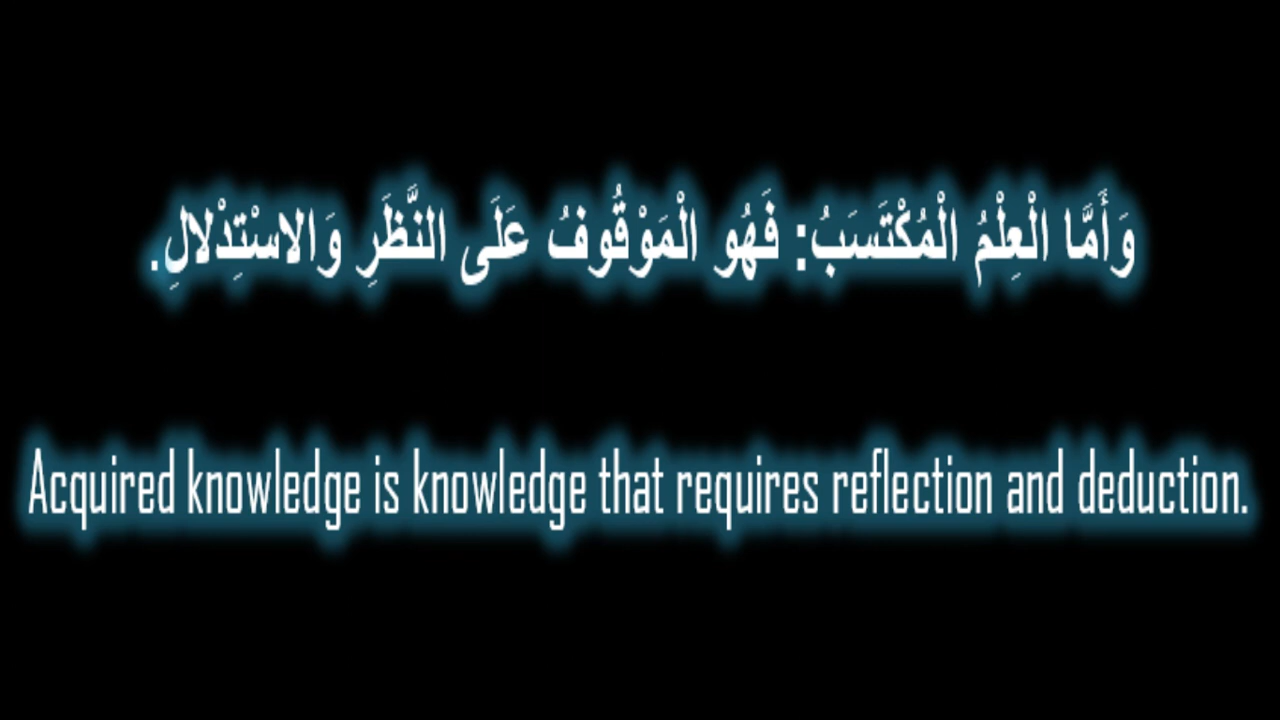 وَأَمَّا الْعِلْمُ الْمُكْتَسَبُ: فَهُو الْمَوْقُوفُ عَلَى النَّظَرِ وَالاسْتِدْلالِ.
Acquired knowledge is knowledge that requires reflection and deduction.